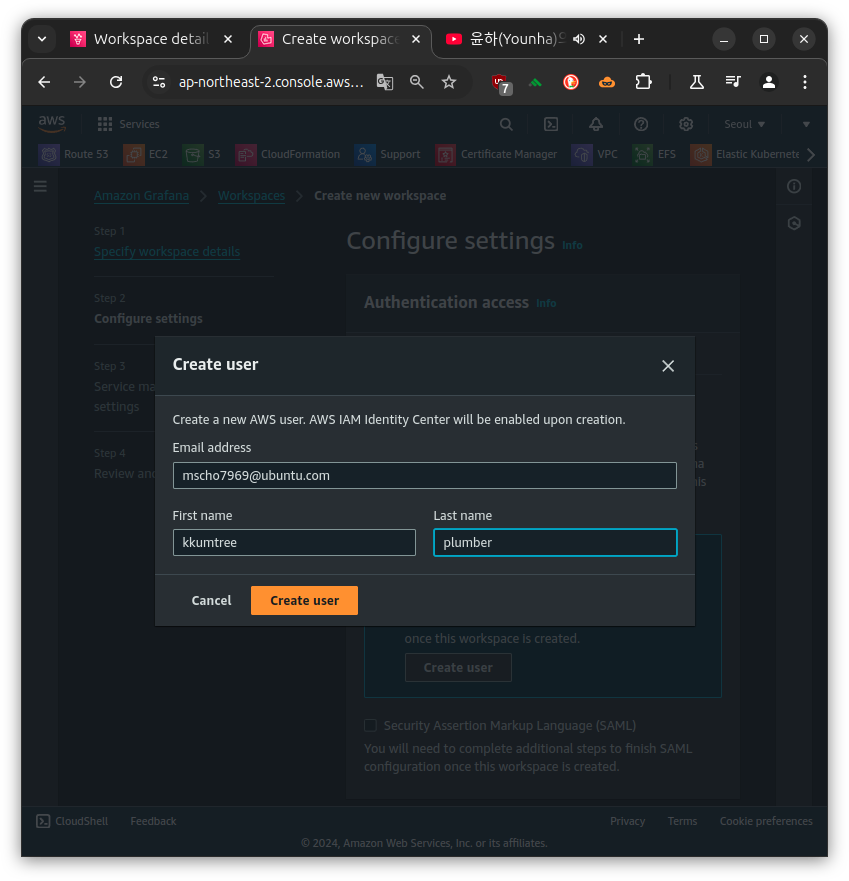 Workspace detail
Create workspace
윤하(Younha)의
ap-northeast-2.console.aws...
7
aws
Services
Seoul
Route 53
EC2
S3
CloudFormation
Support
Certificate Manager
VPC
EFS
Elastic Kubernete
Amazon Grafana
Workspaces
Create new workspace
Step 1
Specify workspace details
Step 2
Configure settings
Step 3
Service ma
settings
Step 4
Review and
Configure settings Info
Authentication access Info
Create user
Create a new AWS user. AWS IAM Identity Center will be enabled upon creation.
Email address
mscho7969@ubuntu.com
First name
Last name
kkumtree
plumber
Cancel
Create user
once this workspace is created.
Create user
Security Assertion Markup Language (SAML)
You will need to complete additional steps to finish SAML
configuration once this workspace is created.
CloudShell
Feedback
Privacy
Terms
Cookie preferences
© 2024, Amazon Web Services, Inc. or its affiliates.